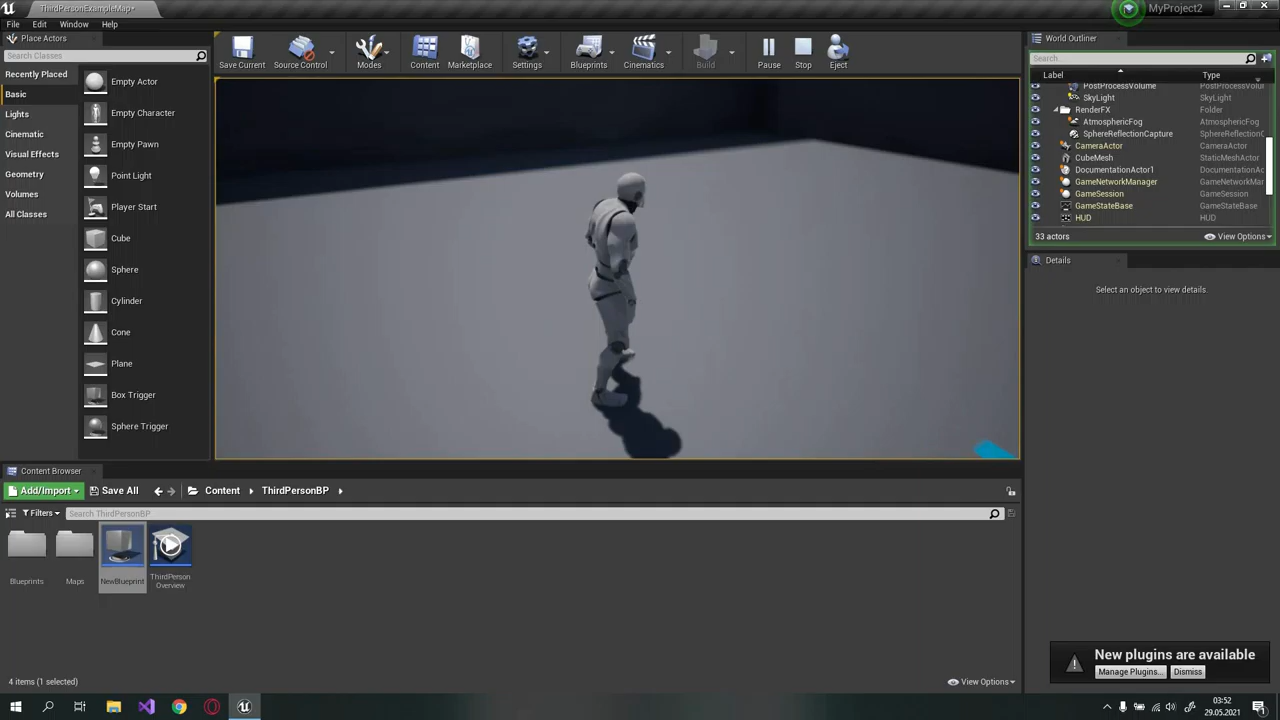 ThirdPersonExampleMap*
MyProject2
File Edit Window Help
Place Actors
Search Classes
Recently Placed
Basic
Lights
Cinematic
Visual Effects
Geometry
Volumes
All Classes
Empty Actor
Empty Character
Empty Pawn
Point Light
Player Start
Cube
Sphere
Cylinder
Cone
Plane
Box Trigger
Sphere Trigger
Save Current
Source Control
Modes
Content
Marketplace
Settings
Blueprints
Cinematics
Build
Pause
Stop
Eject
World Outliner
Search...
Label Type
PostProcessVolume PostProcessVolu
SkyLight SkyLight
RenderFX Folder
AtmosphericFog AtmosphericFog
SphereReflectionCapture SphereReflectionC
CameraActor CameraActor
CubeMesh StaticMeshActor
DocumentationActor1 DocumentationAc
GameNetworkManager GameNetworkMar
GameSession GameSession
GameStateBase GameStateBase
HUD HUD
33 actors View Options
Details
Select an object to view details.
Content Browser
Add/Import Save All Content ThirdPersonBP
Filters Search ThirdPersonBP
Blueprints
Maps
NewBlueprint
ThirdPerson
Overview
4 items (1 selected) View Options
New plugins are available
Manage Plugins... Dismiss
03:52
29.05.2021
1